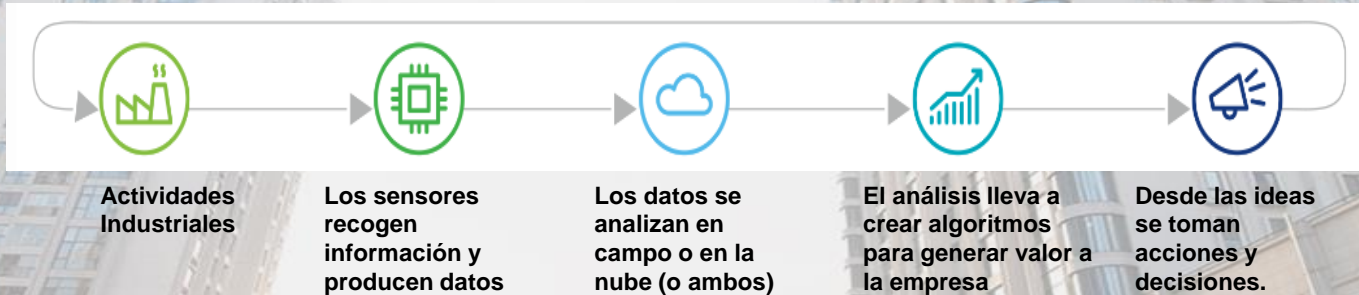 Actividades
Industriales
Los sensores
recogen
información y
producen datos
Los datos se
analizan en
campo o en la
nube (o ambos)
El análisis lleva a
crear algoritmos
para generar valor a
la empresa
Desde las ideas
se toman
acciones y
decisiones.